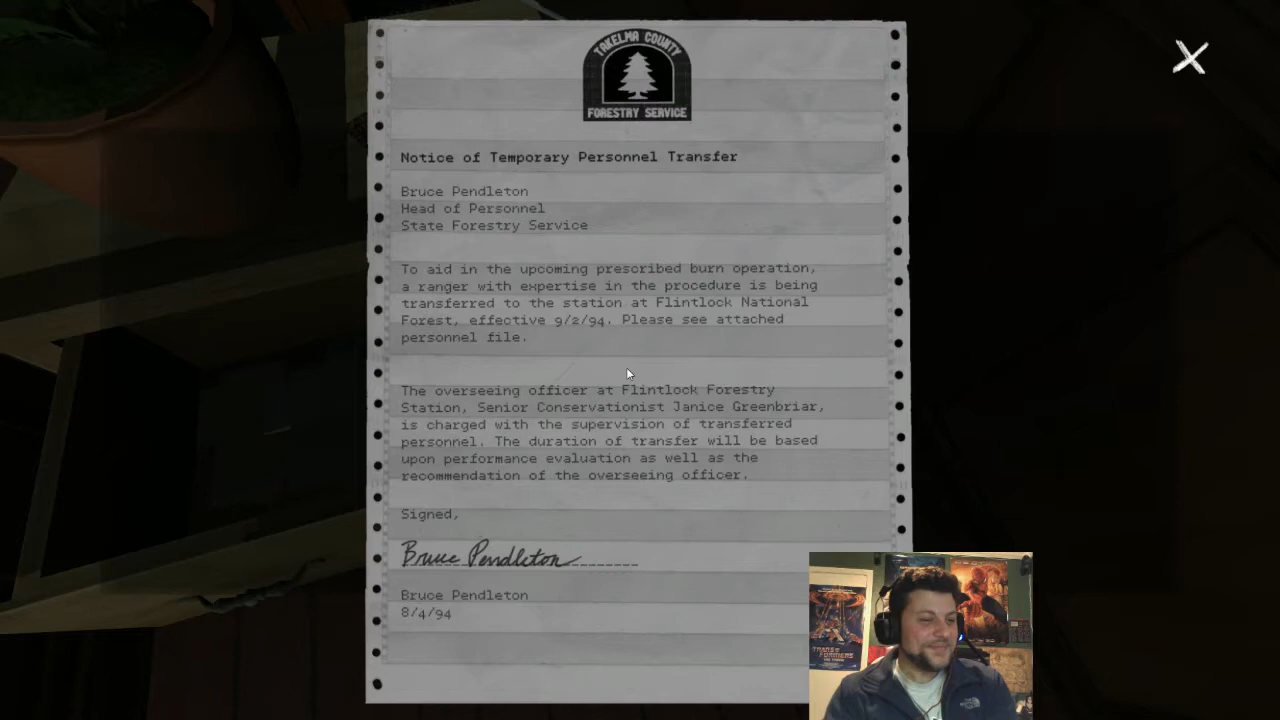 TAKELMA COUNTY
FORESTRY SERVICE
Notice of Temporary Personnel Transfer
Bruce Pendleton
Head of Personnel
State Forestry Service
To aid in the upcoming prescribed burn operation,
a ranger with expertise in the procedure is being
transferred to the station at Flintlock National
Forest, effective 9/2/94. Please see attached
personnel file.
The overseeing officer at Flintlock Forestry
Station, Senior Conservationist Janice Greenbriar,
is charged with the supervision of transferred
personnel. The duration of transfer will be based
upon performance evaluation as well as the
recommendation of the overseeing officer.
Signed,
Bruce Pendleton
Bruce Pendleton
8/4/94
TRANSFORMERS